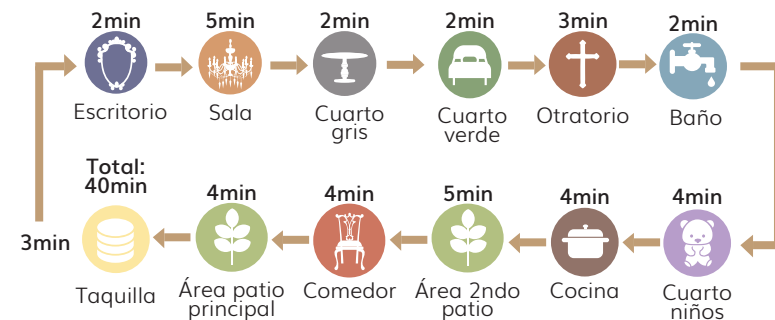 2min
5min
2min
2min
3min
2min
Escritorio
Sala
Cuarto
gris
Cuarto
verde
Otratorio
Baño
Total:
40min
3min
4min
4min
5min
4min
4min
Taquilla
Área patio
principal
Comedor
Área 2ndo
patio
Cocina
Cuarto
niños